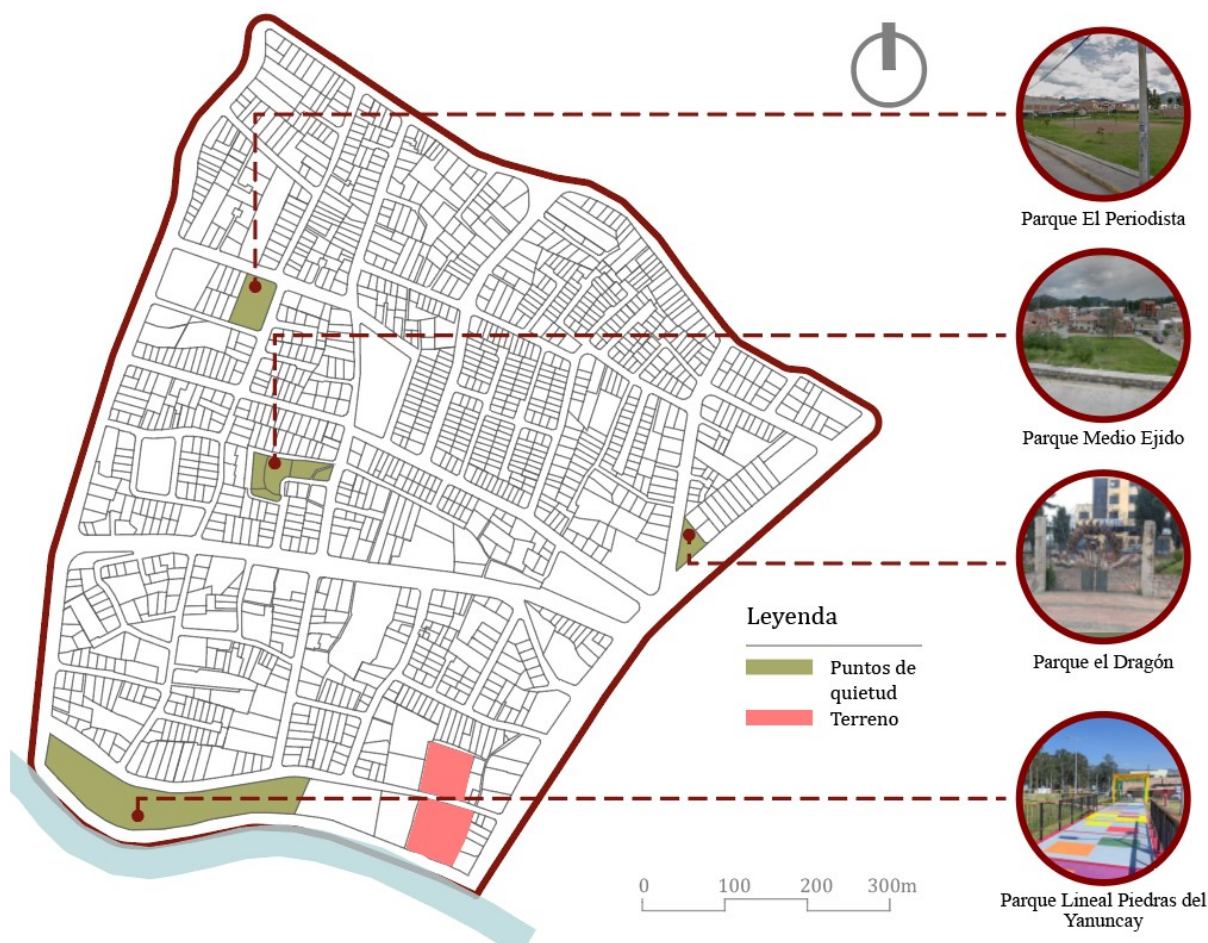 Parque El Periodista
Parque Medio Ejido
Parque el Dragón
Leyenda
Puntos de
quietud
Terreno
0 100 200 300m
Parque Lineal Piedras del
Yanuncay